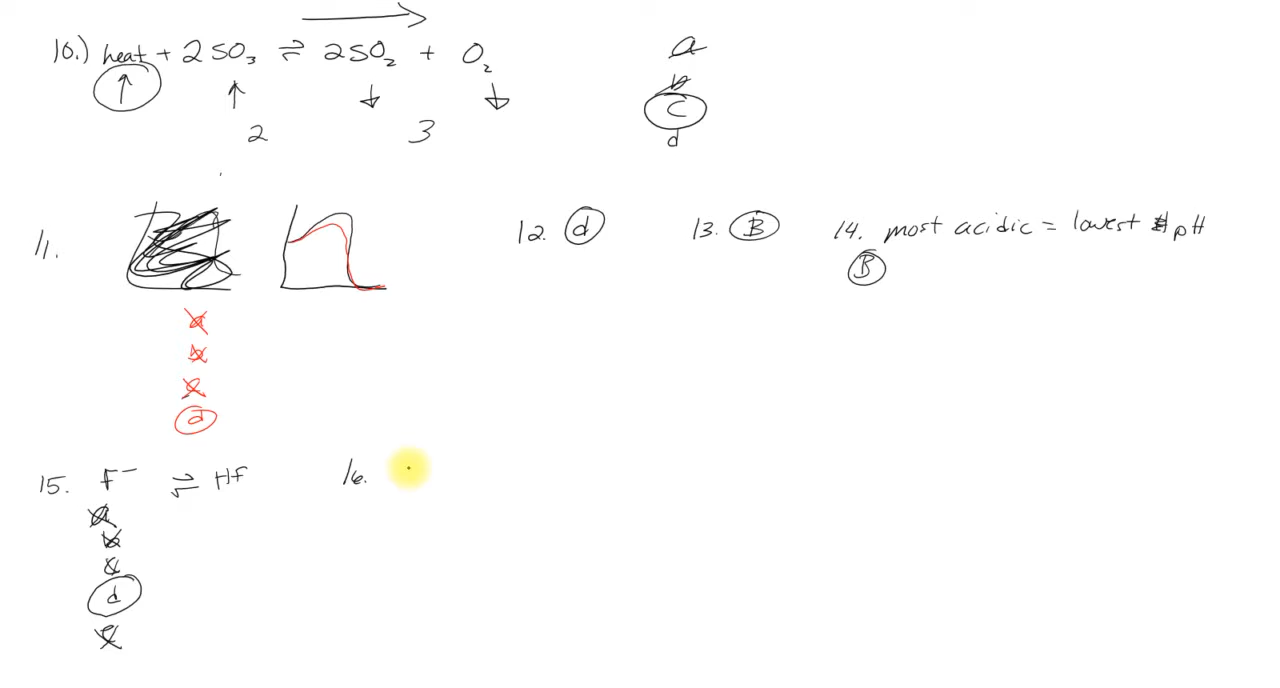 10.) heat + 2SO₃ ⇌ 2SO₂ + O₂
↑ ↑ ↓ ↓
2 3
a
b
C
d
11.
a
b
c
d
12. d
13. B
14. most acidic = lowest pH
B
15. F⁻ ⇌ HF
a
b
c
d
e
16.